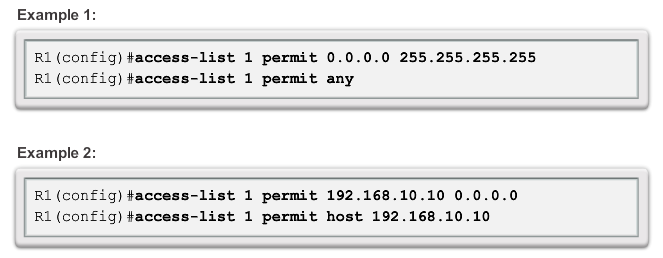 Example 1:
R1(config)#access-list 1 permit 0.0.0.0 255.255.255.255
R1(config)#access-list 1 permit any
Example 2:
R1(config)#access-list 1 permit 192.168.10.10 0.0.0.0
R1(config)#access-list 1 permit host 192.168.10.10